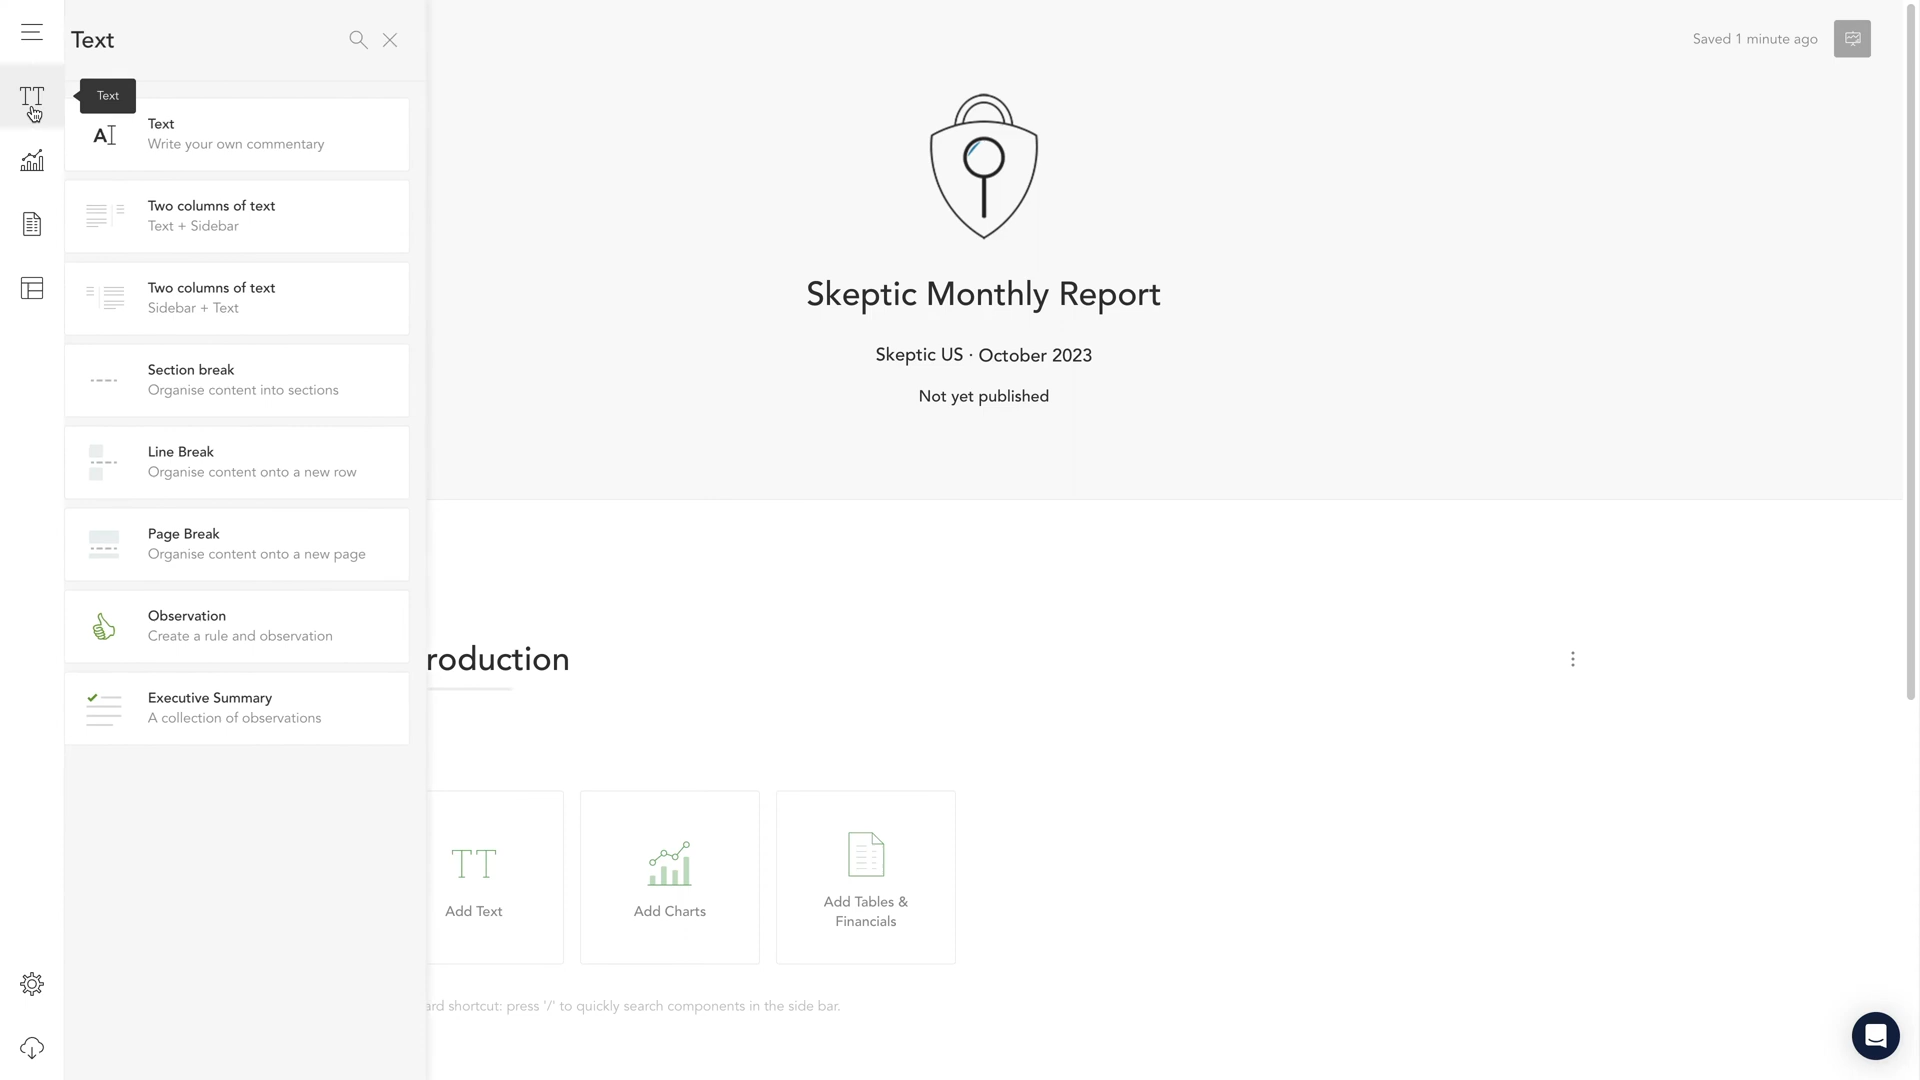 Text
Text
Text
Write your own commentary
Two columns of text
Text + Sidebar
Two columns of text
Sidebar + Text
Section break
Organise content into sections
Line Break
Organise content onto a new row
Page Break
Organise content onto a new page
Observation
Create a rule and observation
Executive Summary
A collection of observations
Saved 1 minute ago
Skeptic Monthly Report
Skeptic US · October 2023
Not yet published
roduction
Add Text
Add Charts
Add Tables &
Financials
ard shortcut: press '/' to quickly search components in the side bar.